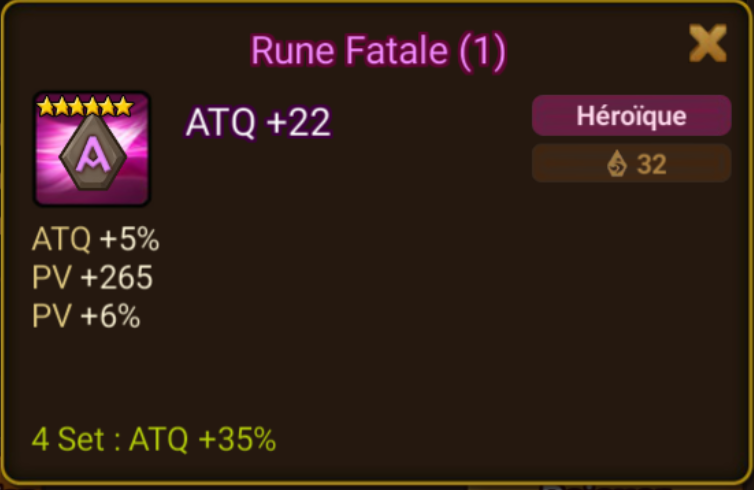 Rune Fatale (1)
ATQ +22
Héroïque
32
ATQ +5%
PV +265
PV +6%
4 Set : ATQ +35%